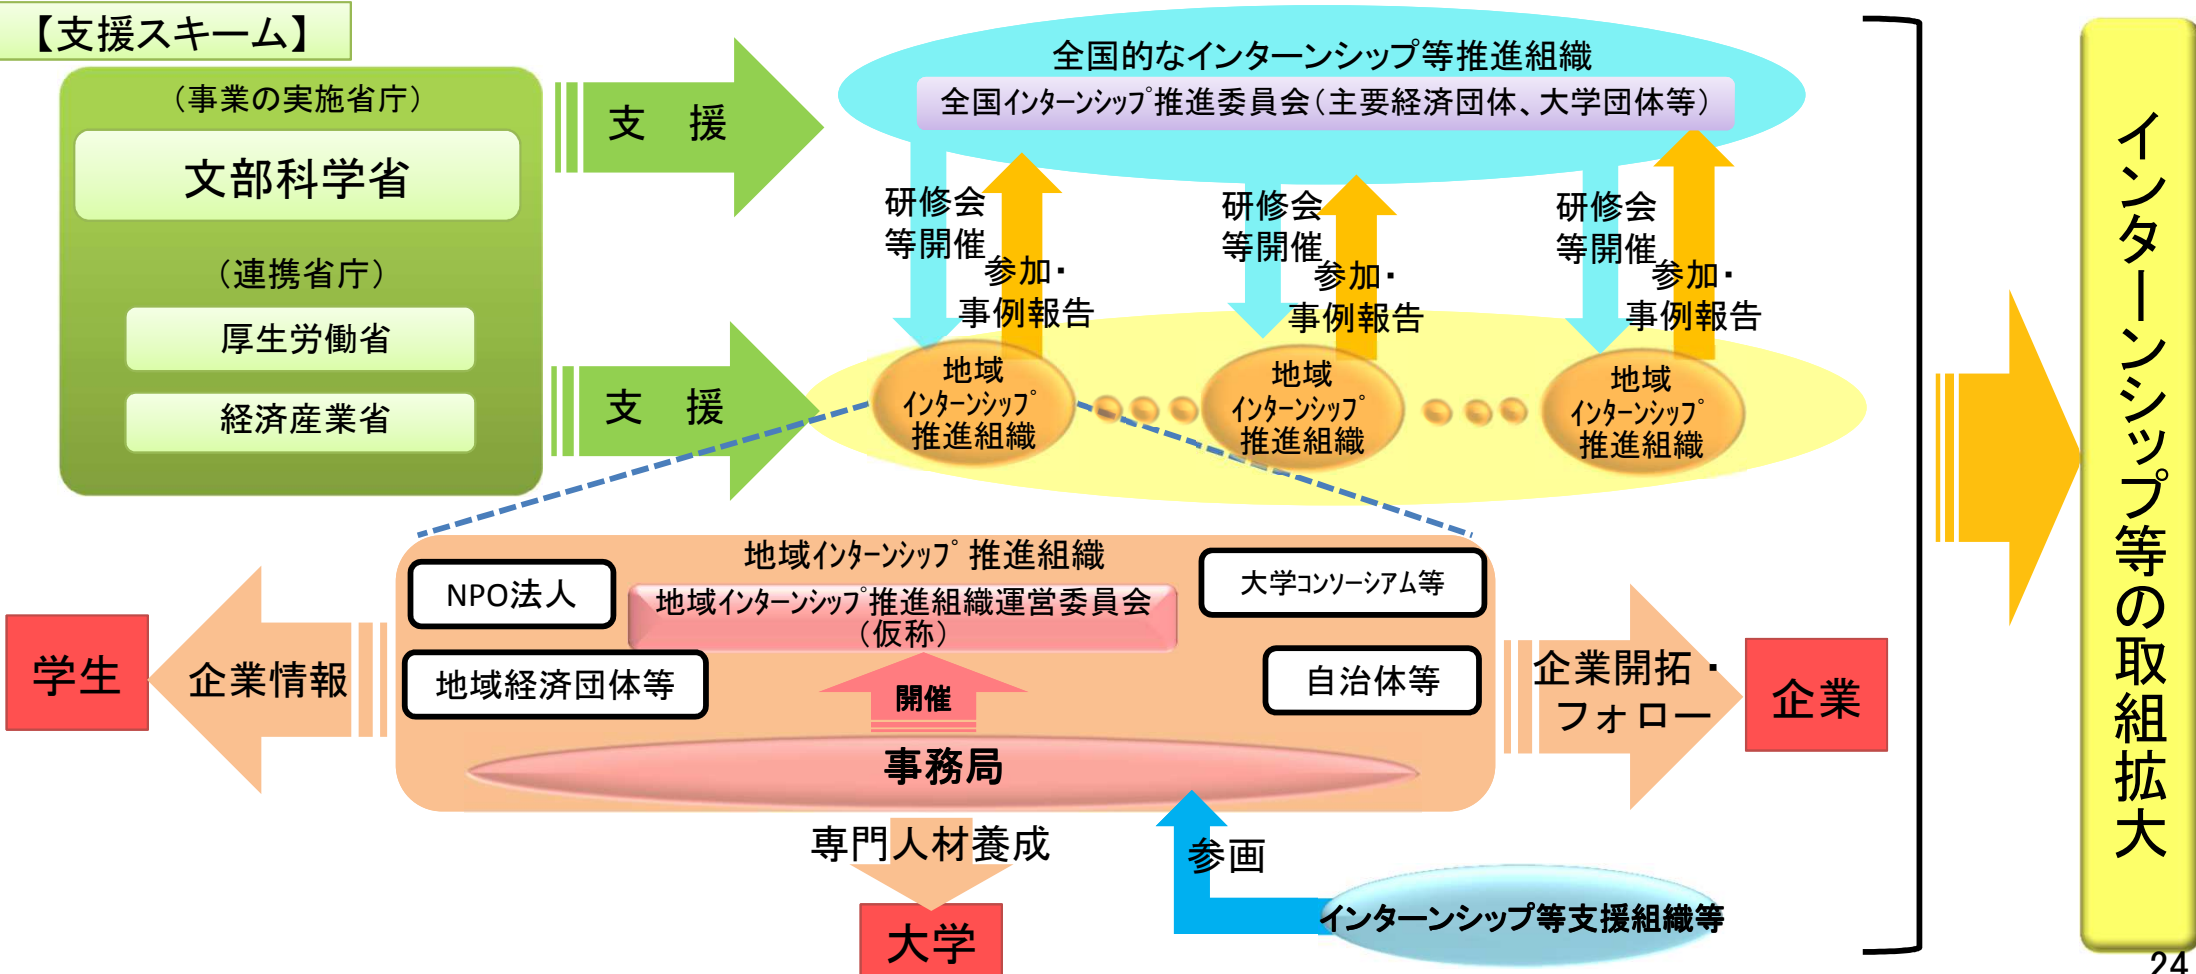 【支援スキーム】
（事業の実施省庁）
文部科学省
（連携省庁）
厚生労働省
経済産業省
支　援
支　援
全国的なインターンシップ等推進組織
全国ｲﾝﾀｰﾝｼｯﾌﾟ推進委員会（主要経済団体、大学団体等）
研修会
等開催
参加・
事例報告
研修会
等開催
参加・
事例報告
研修会
等開催
参加・
事例報告
地域
ｲﾝﾀｰﾝｼｯﾌﾟ
推進組織
地域
ｲﾝﾀｰﾝｼｯﾌﾟ
推進組織
地域
ｲﾝﾀｰﾝｼｯﾌﾟ
推進組織
地域ｲﾝﾀｰﾝｼｯﾌﾟ推進組織
NPO法人
地域ｲﾝﾀｰﾝｼｯﾌﾟ推進組織運営委員会
（仮称）
大学ｺﾝｿｰｼｱﾑ等
地域経済団体等
開催
自治体等
事務局
学生
企業情報
企業開拓・
フォロー
企業
専門人材養成
大学
参画
インターンシップ等支援組織等
インターンシップ等の取組拡大
24